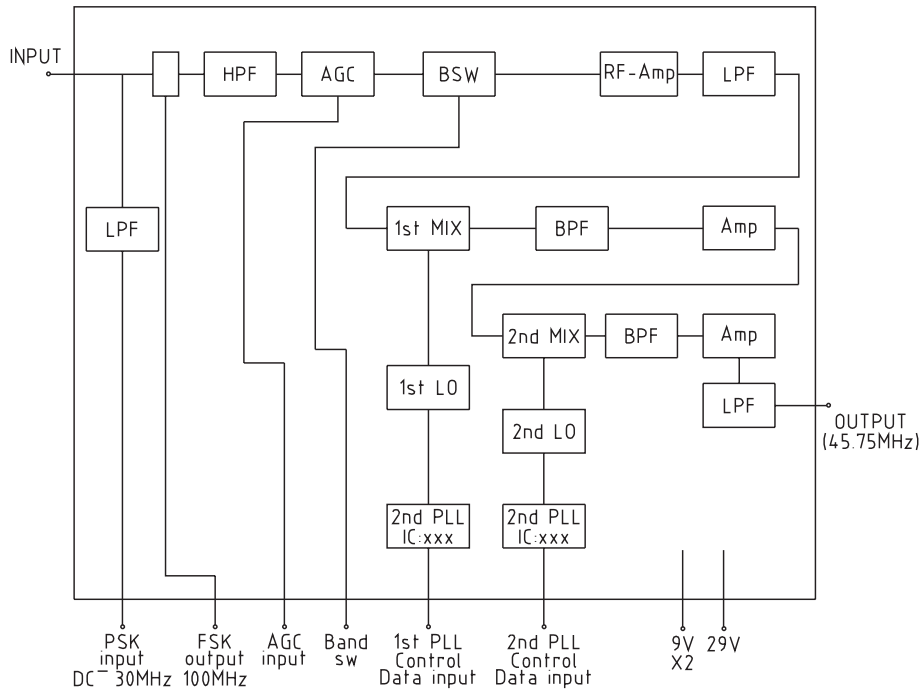 INPUT
HPF
AGC
BSW
RF-Amp
LPF
LPF
1st MIX
BPF
Amp
2nd MIX
BPF
Amp
1st LO
LPF
2nd LO
OUTPUT
(45.75MHz)
2nd PLL
IC:xxx
2nd PLL
IC:xxx
PSK
input
DC¯ 30MHz
FSK
output
100MHz
AGC
input
Band
sw
1st PLL
Control
Data input
2nd PLL
Control
Data input
9V
X2
29V